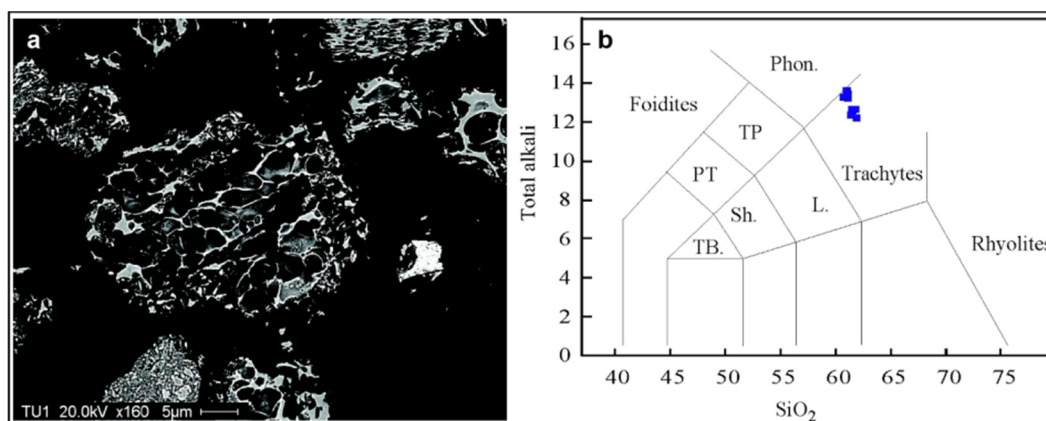 a
TU1 20.0kV x160 5µm
b
Total alkali
16
14
12
10
8
6
4
2
0
Phon.
Foidites
TP
PT
Trachytes
Sh.
L.
TB.
Rhyolites
40 45 50 55 60 65 70 75
SiO₂